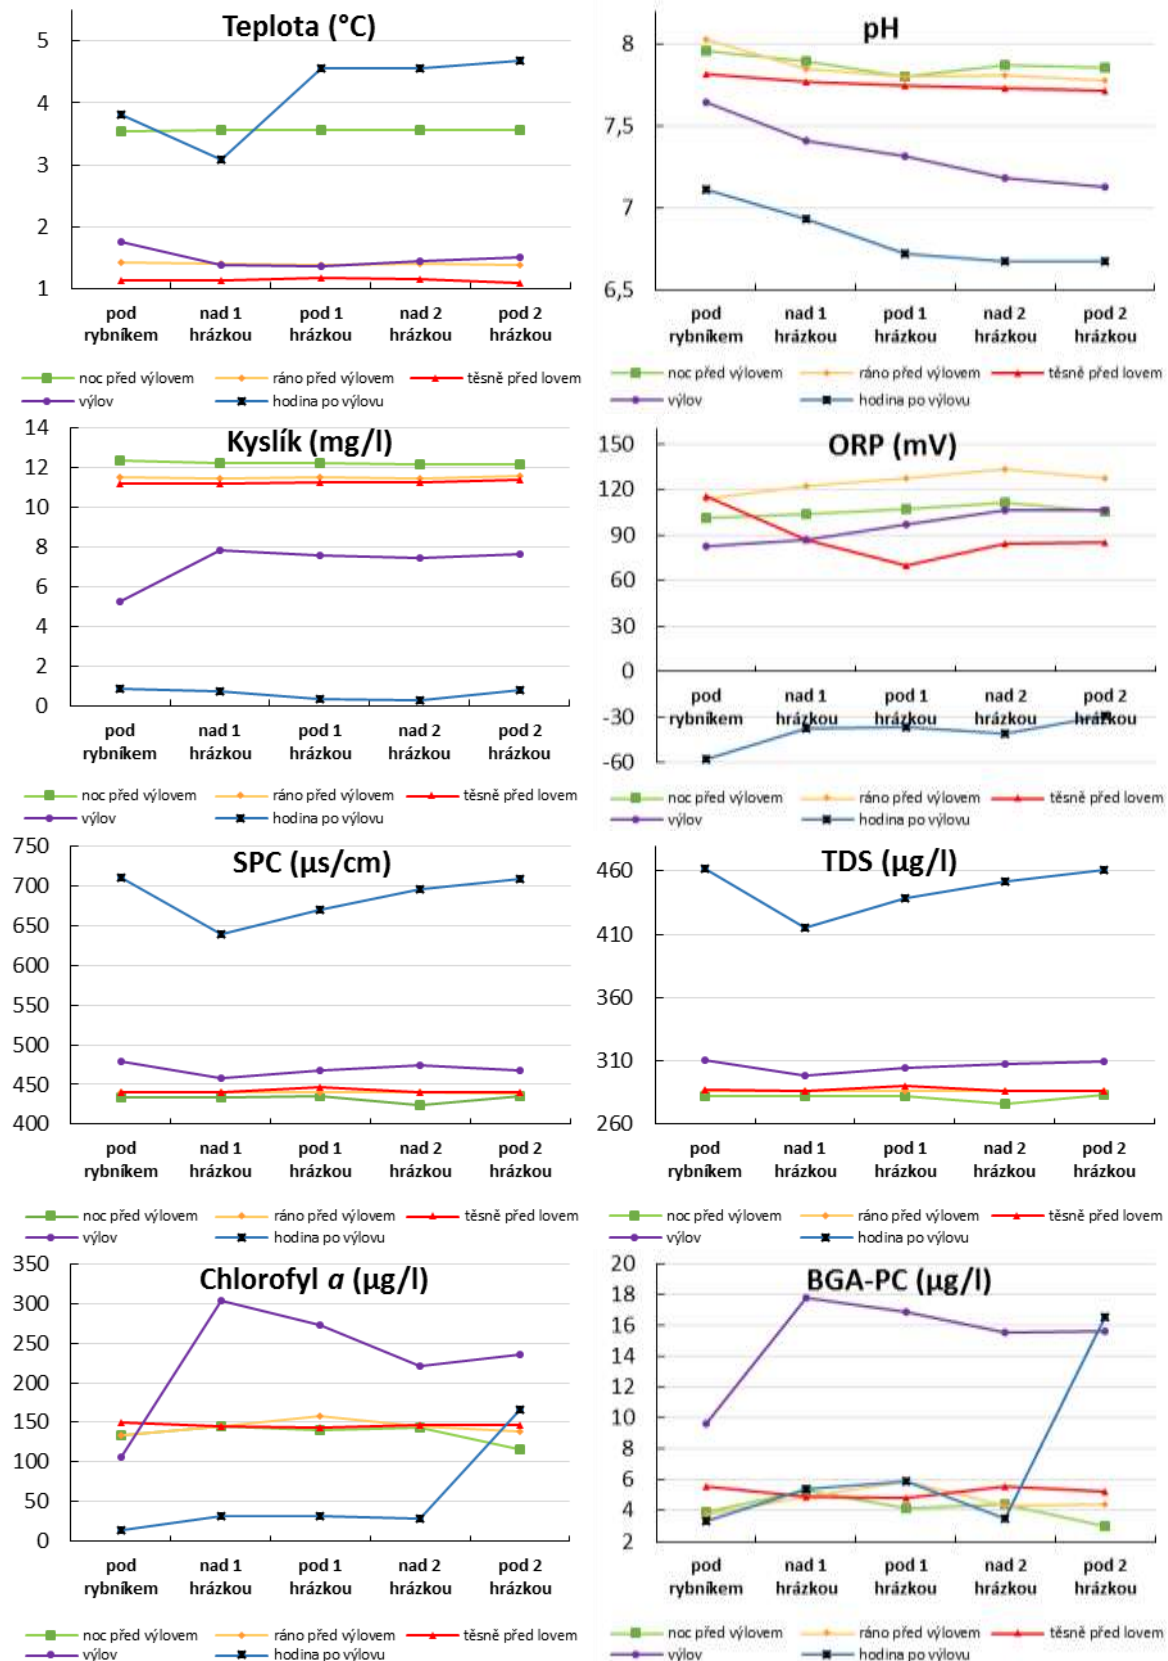 Teplota (°C)
5
4
3
2
1
pod nad 1 pod 1 nad 2 pod 2
rybníkem hrázkou hrázkou hrázkou hrázkou
noc před výlovem ráno před výlovem těsně před lovem
výlov hodina po výlovu
pH
8
7,5
7
6,5
pod nad 1 pod 1 nad 2 pod 2
rybníkem hrázkou hrázkou hrázkou hrázkou
noc před výlovem ráno před výlovem těsně před lovem
výlov hodina po výlovu
Kyslík (mg/l)
14
12
10
8
6
4
2
0
pod nad 1 pod 1 nad 2 pod 2
rybníkem hrázkou hrázkou hrázkou hrázkou
noc před výlovem ráno před výlovem těsně před lovem
výlov hodina po výlovu
ORP (mV)
150
120
90
60
30
0
-30
-60
pod nad 1 pod 1 nad 2 pod 2
rybníkem hrázkou hrázkou hrázkou hrázkou
noc před výlovem ráno před výlovem těsně před lovem
výlov hodina po výlovu
SPC (μs/cm)
750
700
650
600
550
500
450
400
pod nad 1 pod 1 nad 2 pod 2
rybníkem hrázkou hrázkou hrázkou hrázkou
noc před výlovem ráno před výlovem těsně před lovem
výlov hodina po výlovu
TDS (μg/l)
460
410
360
310
260
pod nad 1 pod 1 nad 2 pod 2
rybníkem hrázkou hrázkou hrázkou hrázkou
noc před výlovem ráno před výlovem těsně před lovem
výlov hodina po výlovu
Chlorofyl a (μg/l)
350
300
250
200
150
100
50
0
pod nad 1 pod 1 nad 2 pod 2
rybníkem hrázkou hrázkou hrázkou hrázkou
noc před výlovem ráno před výlovem těsně před lovem
výlov hodina po výlovu
BGA-PC (μg/l)
20
18
16
14
12
10
8
6
4
2
pod nad 1 pod 1 nad 2 pod 2
rybníkem hrázkou hrázkou hrázkou hrázkou
noc před výlovem ráno před výlovem těsně před lovem
výlov hodina po výlovu